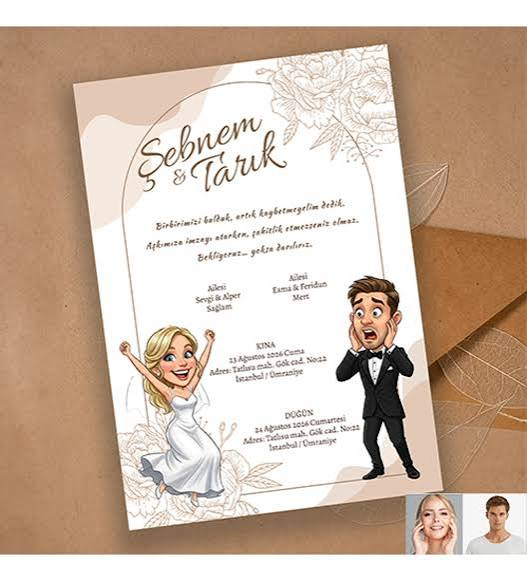 Şebnem
& Tarık
Birbirimizi bulduk, artık kaybetmeyelim dedik.
Aşkımıza imzayı atarken, şahitlik etmezseniz olmaz.
Bekliyoruz... yoksa darılırız.
Ailesi
Sevgi & Alper
Sağlam
Ailesi
Esma & Feridun
Mert
KINA
23 Ağustos 2026 Cuma
Adres: Tatlısu mah. Gök cad. No:22
İstanbul / Ümraniye
DÜĞÜN
24 Ağustos 2026 Cumartesi
Adres: Tatlısu mah. Gök cad. No:22
İstanbul / Ümraniye